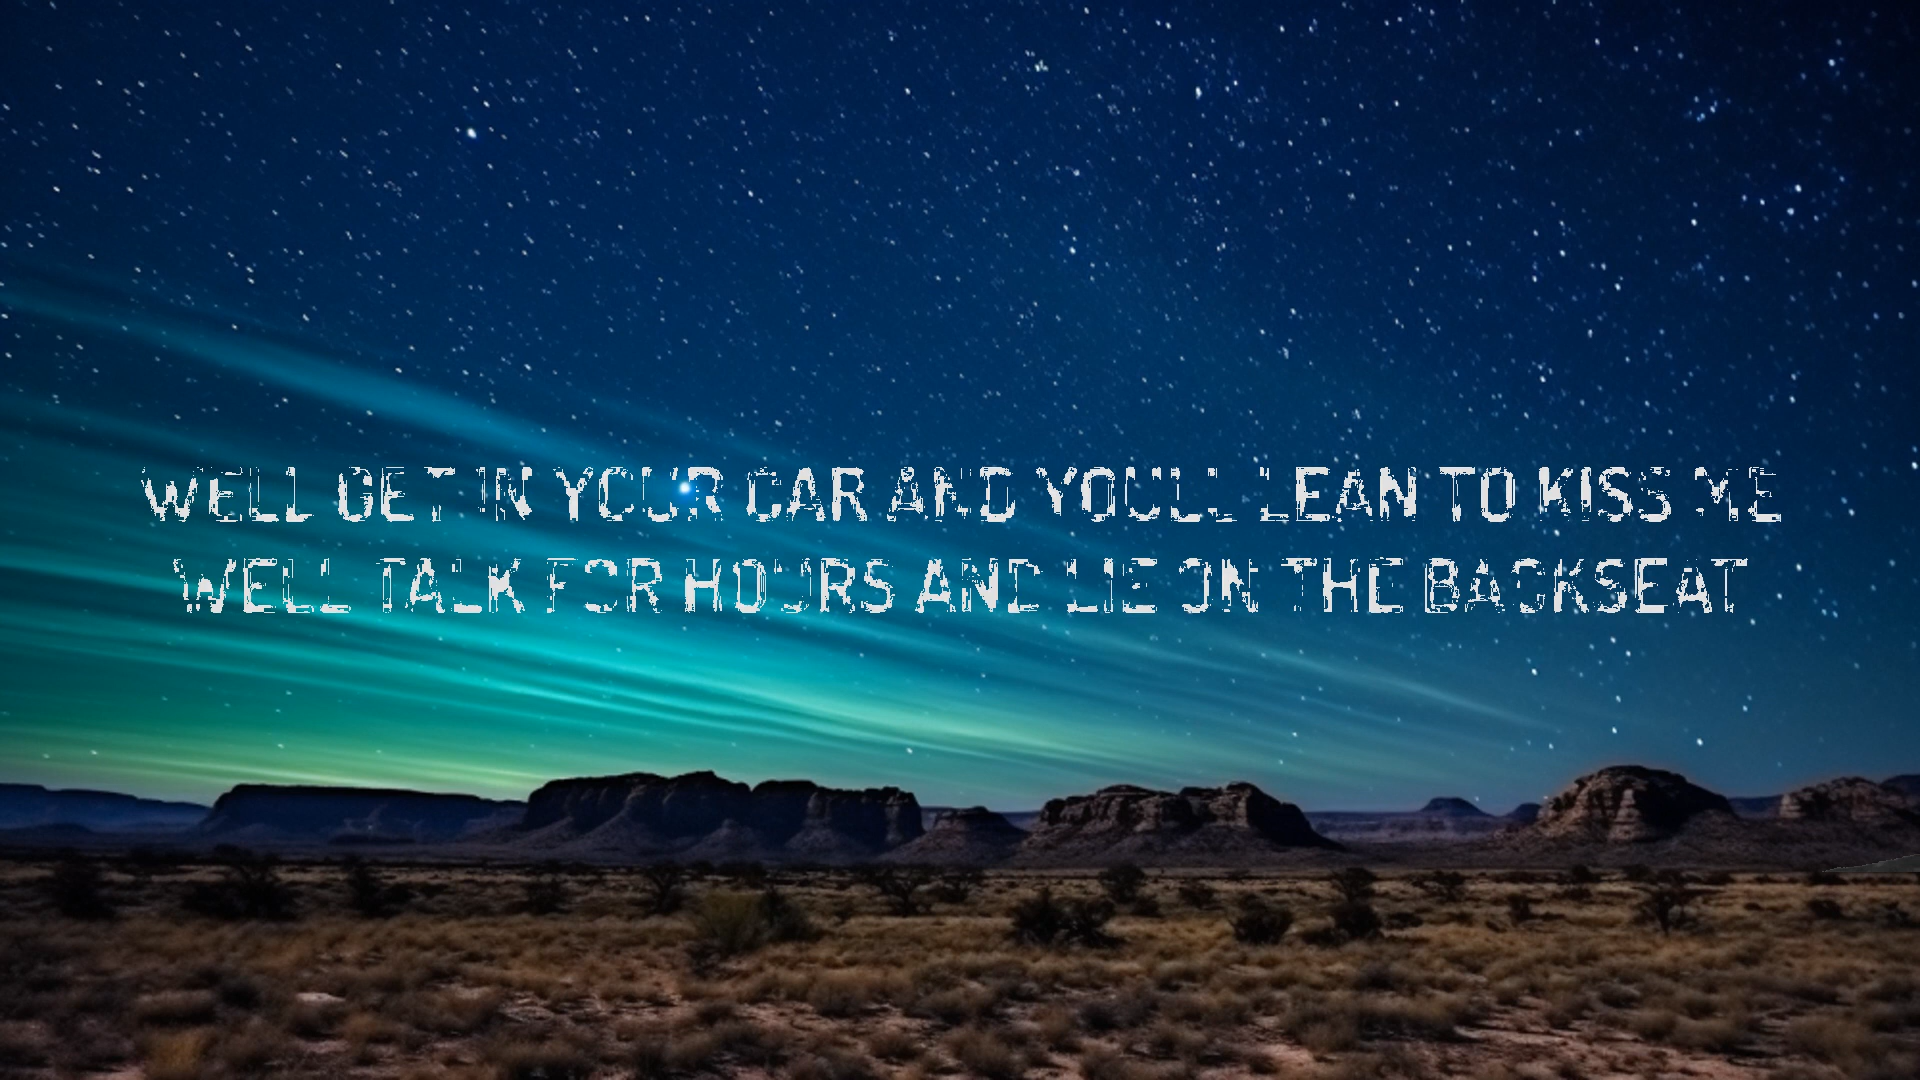 WELL GET IN YOUR CAR AND YOULL LEAN TO KISS ME
WELL TALK FOR HOURS AND LIE ON THE BACKSEAT